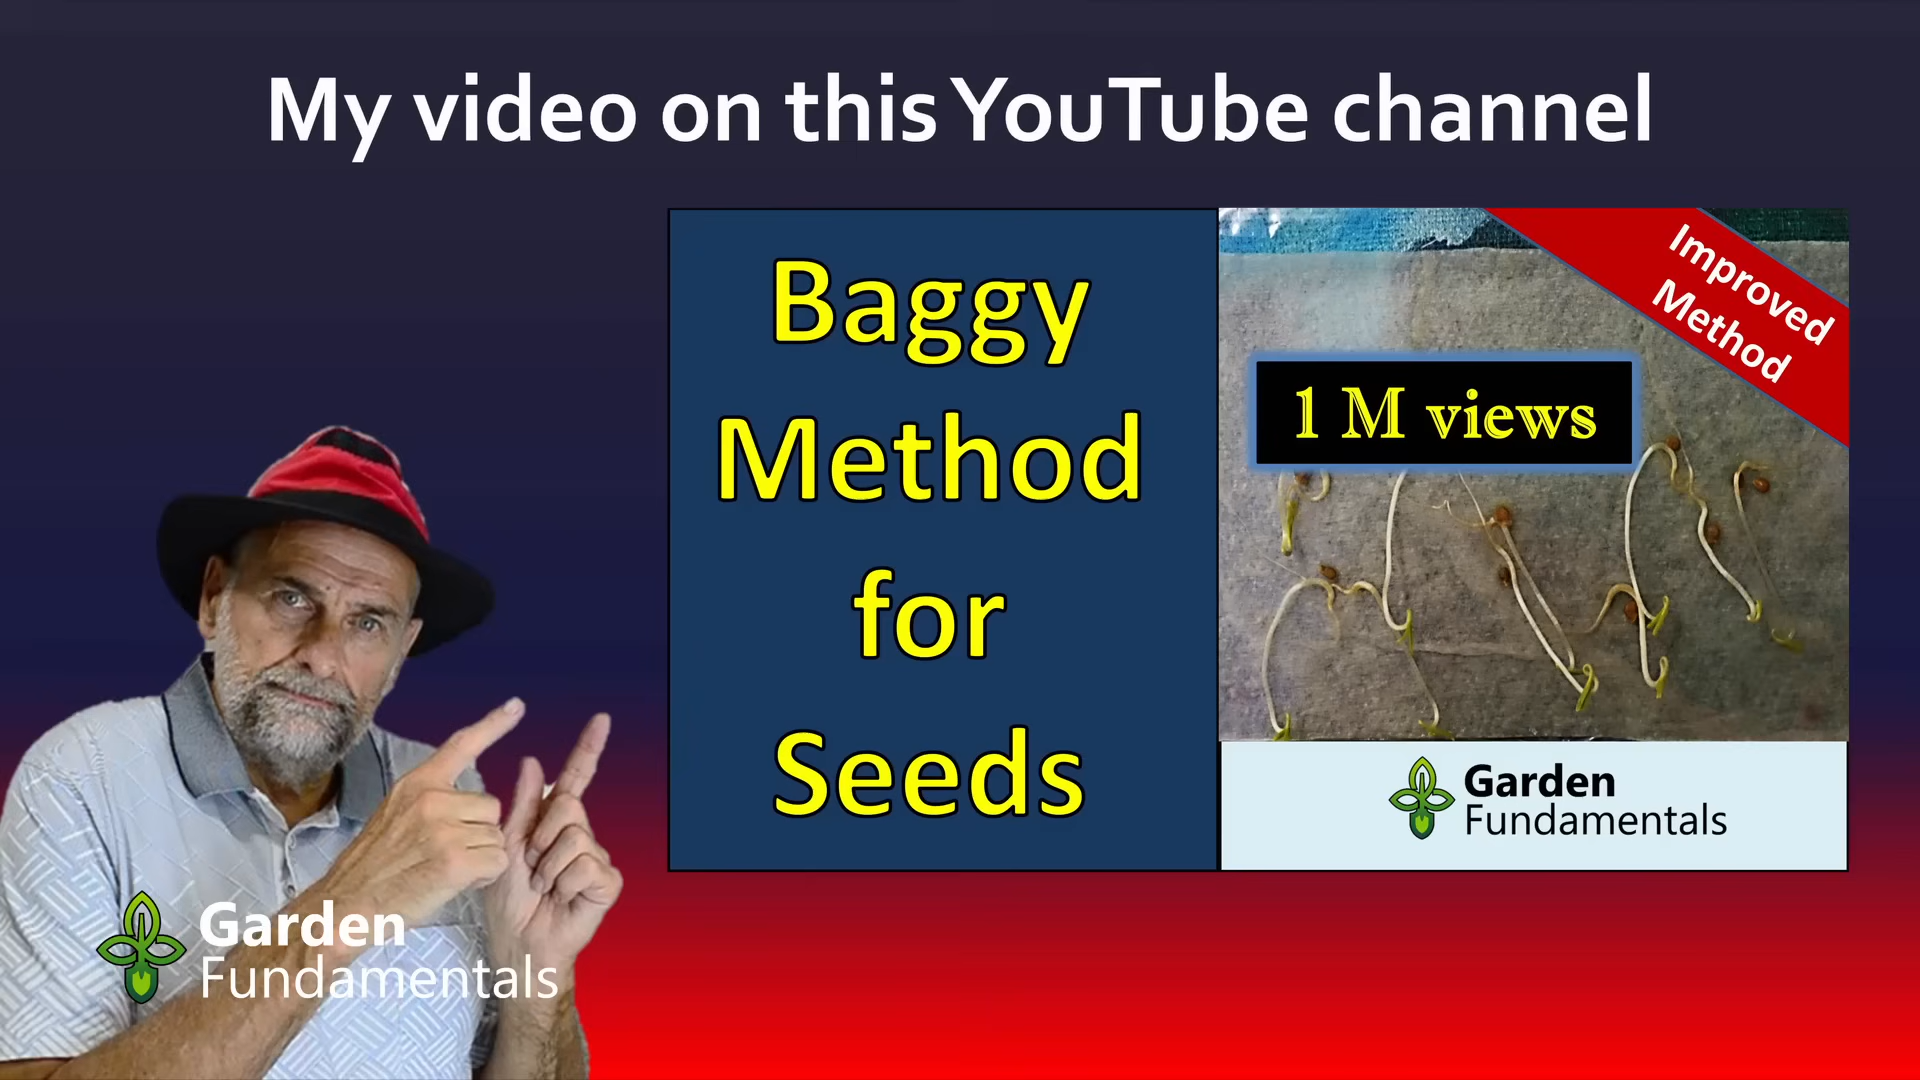 My video on this YouTube channel
Baggy
Method
for
Seeds
Improved
Method
1 M views
Garden
Fundamentals
Garden
Fundamentals